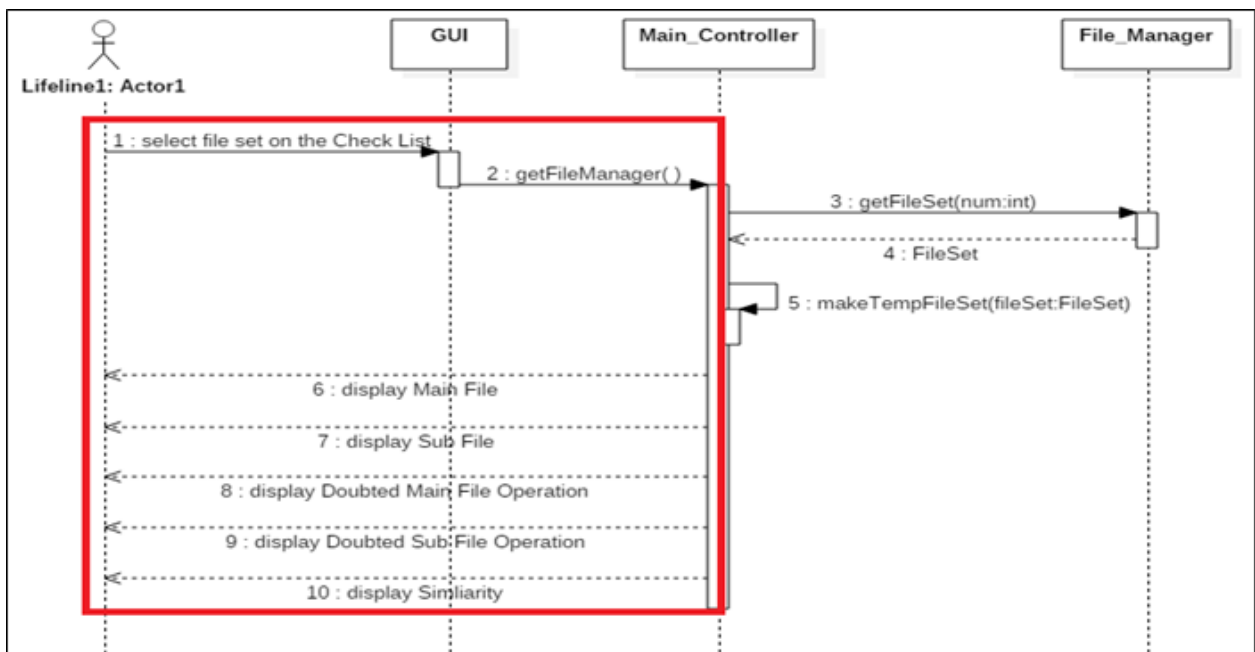 GUI
Main_Controller
File_Manager
Lifeline1: Actor1
1 : select file set on the Check List
2 : getFileManager( )
3 : getFileSet(num:int)
4 : FileSet
5 : makeTempFileSet(fileSet:FileSet)
6 : display Main File
7 : display Sub File
8 : display Doubted Main File Operation
9 : display Doubted Sub File Operation
10 : display Simliarity